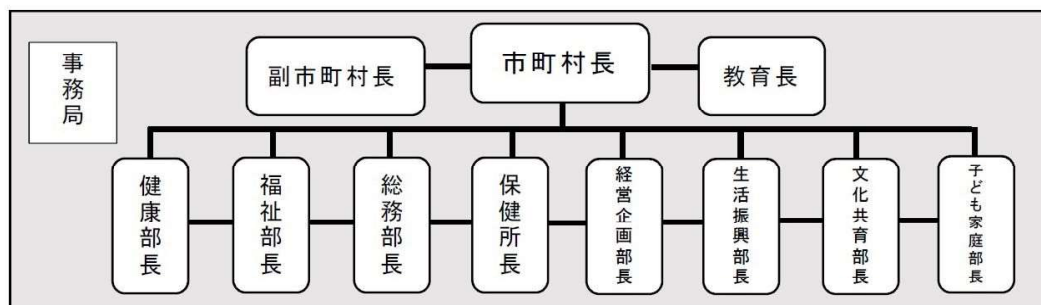 事務局
副市町村長
市町村長
教育長
健康部長
福祉部長
総務部長
保健所長
経営企画部長
生活振興部長
文化共育部長
子ども家庭部長